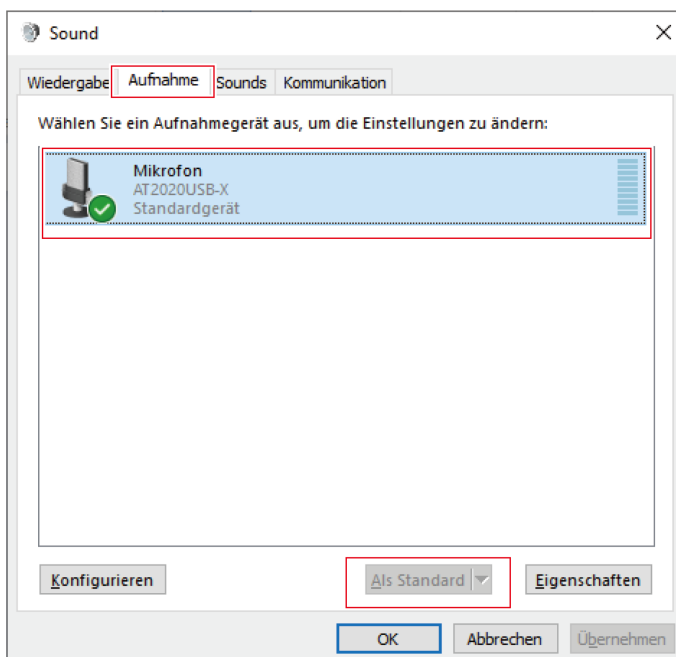 Sound
Wiedergabe Aufnahme Sounds Kommunikation
Wählen Sie ein Aufnahmegerät aus, um die Einstellungen zu ändern:
Mikrofon
AT2020USB-X
Standardgerät
Konfigurieren Als Standard Eigenschaften
OK Abbrechen Übernehmen